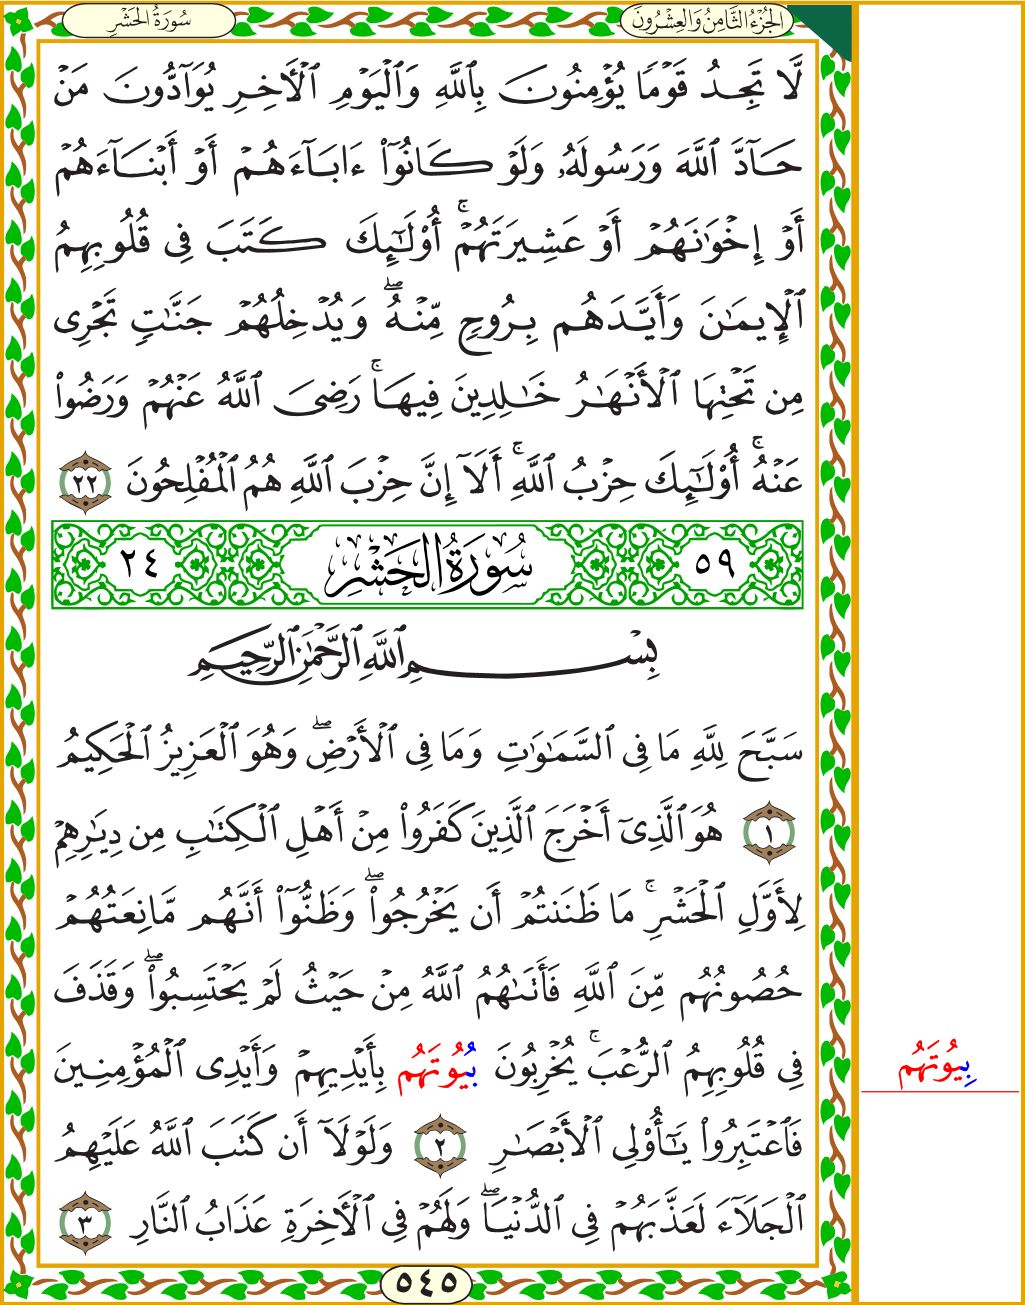 الجُزْءُ الثَّامِنُ وَالعِشْرُونَ
سُورَةُ الحَشْرِ
لَّا تَجِدُ قَوْمًا يُؤْمِنُونَ بِٱللَّهِ وَٱلْيَوْمِ ٱلْأَخِرِ يُوَآدُّونَ مَنْ
حَآدَّ ٱللَّهَ وَرَسُولَهُۥ وَلَوْ كَانُوٓا۟ ءَابَآءَهُمْ أَوْ أَبْنَآءَهُمْ
أَوْ إِخْوَٰنَهُمْ أَوْ عَشِيرَتَهُمْ ۚ أُو۟لَٰٓئِكَ كَتَبَ فِى قُلُوبِهِمُ
ٱلْإِيمَٰنَ وَأَيَّدَهُم بِرُوحٍ مِّنْهُ ۖ وَيُدْخِلُهُمْ جَنَّٰتٍ تَجْرِى
مِن تَحْتِهَا ٱلْأَنْهَٰرُ خَٰلِدِينَ فِيهَا ۚ رَضِىَ ٱللَّهُ عَنْهُمْ وَرَضُوا۟
عَنْهُ ۚ أُو۟لَٰٓئِكَ حِزْبُ ٱللَّهِ ۚ أَلَآ إِنَّ حِزْبَ ٱللَّهِ هُمُ ٱلْمُفْلِحُونَ ٢٢
٥٩ سُورَةُ الحَشْرِ ٢٤
بِسْمِ ٱللَّهِ ٱلرَّحْمَٰنِ ٱلرَّحِيمِ
سَبَّحَ لِلَّهِ مَا فِى ٱلسَّمَٰوَٰتِ وَمَا فِى ٱلْأَرْضِ ۖ وَهُوَ ٱلْعَزِيزُ ٱلْحَكِيمُ
١ هُوَ ٱلَّذِىٓ أَخْرَجَ ٱلَّذِينَ كَفَرُوا۟ مِنْ أَهْلِ ٱلْكِتَٰبِ مِن دِيَٰرِهِمْ
لِأَوَّلِ ٱلْحَشْرِ ۚ مَا ظَنَنتُمْ أَن يَخْرُجُوا۟ ۖ وَظَنُّوٓا۟ أَنَّهُم مَّانِعَتُهُمْ
حُصُونُهُم مِّنَ ٱللَّهِ فَأَتَىٰهُمُ ٱللَّهُ مِنْ حَيْثُ لَمْ يَحْتَسِبُوا۟ ۖ وَقَذَفَ
فِى قُلُوبِهِمُ ٱلرُّعْبَ ۚ يُخْرِبُونَ بُيُوتَهُم بِأَيْدِيهِمْ وَأَيْدِى ٱلْمُؤْمِنِينَ
بِيُوتَهُم
فَٱعْتَبِرُوا۟ يَٰٓأُو۟لِى ٱلْأَبْصَٰرِ ٢ وَلَوْلَآ أَن كَتَبَ ٱللَّهُ عَلَيْهِمُ
ٱلْجَلَآءَ لَعَذَّبَهُمْ فِى ٱلدُّنْيَا ۖ وَلَهُمْ فِى ٱلْأَخِرَةِ عَذَابُ ٱلنَّارِ ٣
٥٤٥